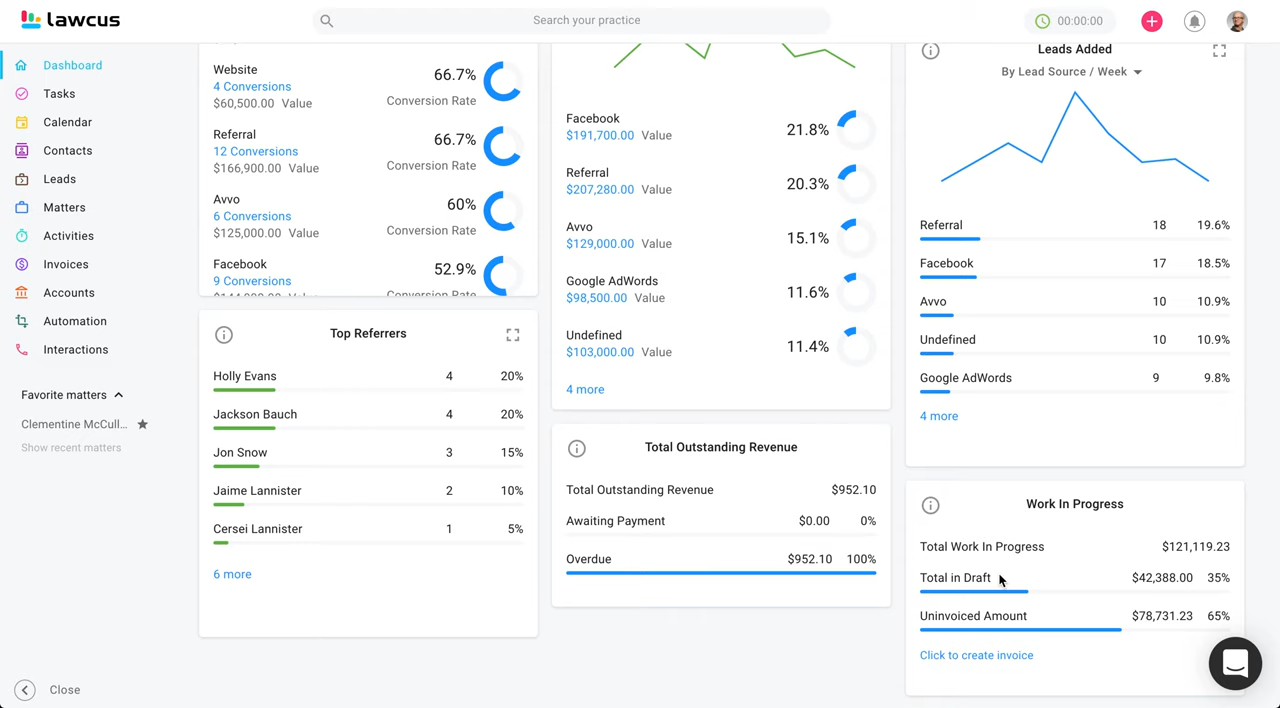 lawcus
Search your practice
00:00:00
Dashboard
Tasks
Calendar
Contacts
Leads
Matters
Activities
Invoices
Accounts
Automation
Interactions
Favorite matters
Clementine McCull...
Show recent matters
Close
Website
4 Conversions
$60,500.00 Value
66.7%
Conversion Rate
Referral
12 Conversions
$166,900.00 Value
66.7%
Conversion Rate
Avvo
6 Conversions
$125,000.00 Value
60%
Conversion Rate
Facebook
9 Conversions
52.9%
Conversion Rate
Top Referrers
Holly Evans 4 20%
Jackson Bauch 4 20%
Jon Snow 3 15%
Jaime Lannister 2 10%
Cersei Lannister 1 5%
6 more
Facebook
$191,700.00 Value
21.8%
Referral
$207,280.00 Value
20.3%
Avvo
$129,000.00 Value
15.1%
Google AdWords
$98,500.00 Value
11.6%
Undefined
$103,000.00 Value
11.4%
4 more
Total Outstanding Revenue
Total Outstanding Revenue $952.10
Awaiting Payment $0.00 0%
Overdue $952.10 100%
Leads Added
By Lead Source / Week
Referral 18 19.6%
Facebook 17 18.5%
Avvo 10 10.9%
Undefined 10 10.9%
Google AdWords 9 9.8%
4 more
Work In Progress
Total Work In Progress $121,119.23
Total in Draft $42,388.00 35%
Uninvoiced Amount $78,731.23 65%
Click to create invoice